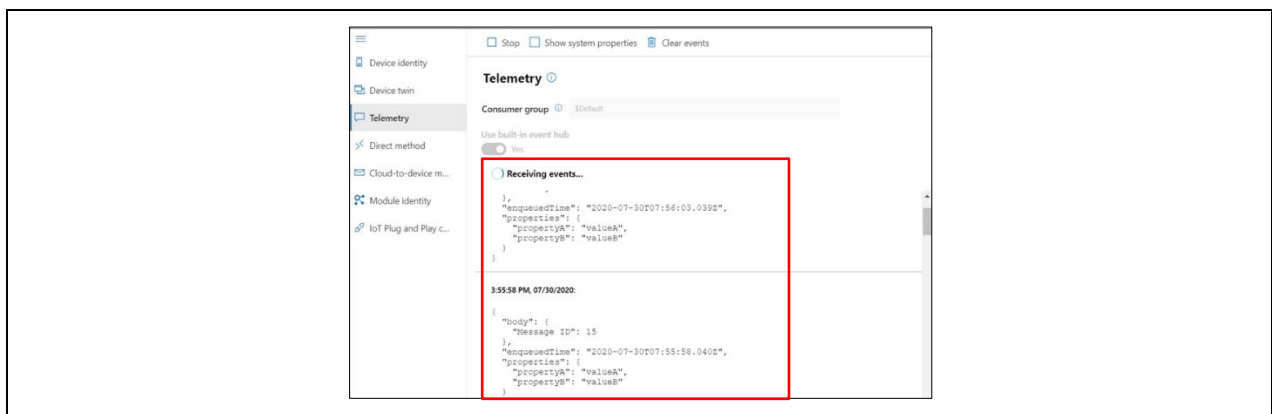 Stop Show system properties Clear events
Device identity
Device twin
Telemetry
Direct method
Cloud-to-device m...
Module identity
IoT Plug and Play c...
Telemetry
Consumer group $Default
Use built-in event hub
Yes
Receiving events...
},
"enqueuedTime": "2020-07-30T07:56:03.039Z",
"properties": {
"propertyA": "valueA",
"propertyB": "valueB"
}
}
3:55:58 PM, 07/30/2020:
{
"body": {
"Message ID": 15
},
"enqueuedTime": "2020-07-30T07:55:58.040Z",
"properties": {
"propertyA": "valueA",
"propertyB": "valueB"
}